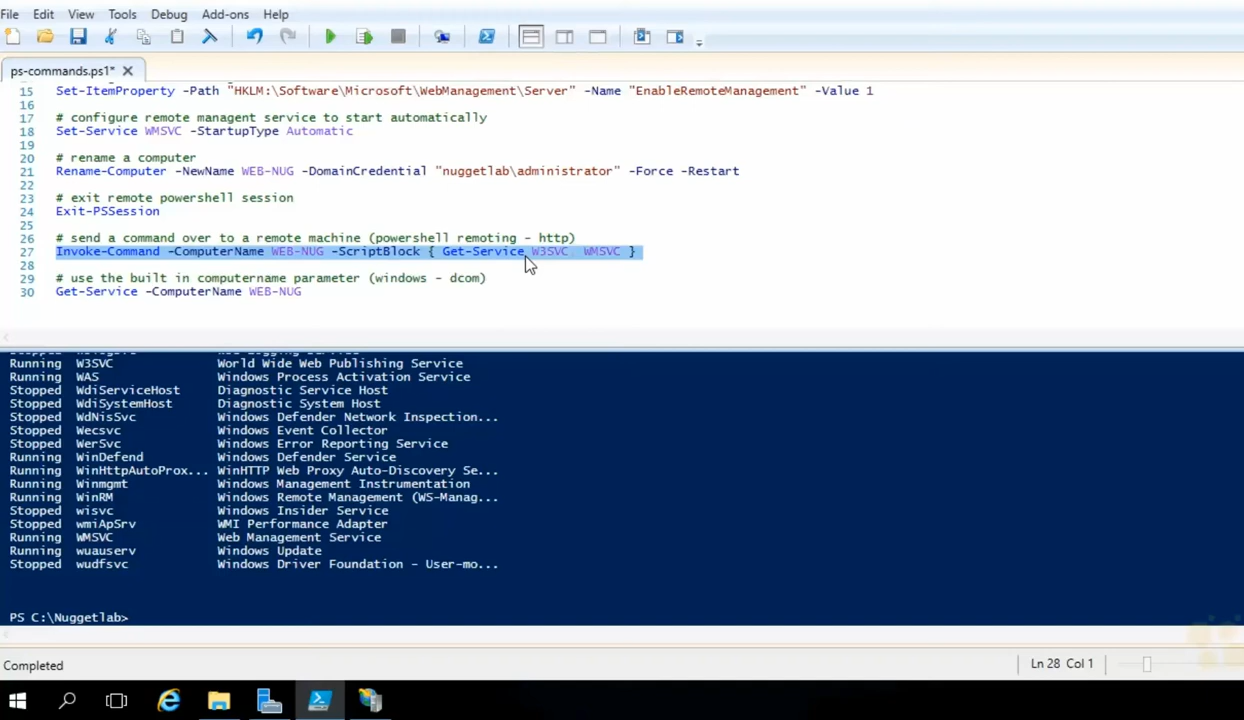 File Edit View Tools Debug Add-ons Help
ps-commands.ps1*
15 Set-ItemProperty -Path "HKLM:\Software\Microsoft\WebManagement\Server" -Name "EnableRemoteManagement" -Value 1
16
17 # configure remote managent service to start automatically
18 Set-Service WMSVC -StartupType Automatic
19
20 # rename a computer
21 Rename-Computer -NewName WEB-NUG -DomainCredential "nuggetlab\administrator" -Force -Restart
22
23 # exit remote powershell session
24 Exit-PSSession
25
26 # send a command over to a remote machine (powershell remoting - http)
27 Invoke-Command -ComputerName WEB-NUG -ScriptBlock { Get-Service W3SVC, WMSVC }
28
29 # use the built in computername parameter (windows - dcom)
30 Get-Service -ComputerName WEB-NUG
Running W3SVC World Wide Web Publishing Service
Running WAS Windows Process Activation Service
Stopped WdiServiceHost Diagnostic Service Host
Stopped WdiSystemHost Diagnostic System Host
Stopped WdNisSvc Windows Defender Network Inspection...
Stopped Wecsvc Windows Event Collector
Stopped WerSvc Windows Error Reporting Service
Running WinDefend Windows Defender Service
Running WinHttpAutoProx... WinHTTP Web Proxy Auto-Discovery Se...
Running Winmgmt Windows Management Instrumentation
Running WinRM Windows Remote Management (WS-Manag...
Stopped wisvc Windows Insider Service
Stopped wmiApSrv WMI Performance Adapter
Running WMSVC Web Management Service
Running wuauserv Windows Update
Stopped wudfsvc Windows Driver Foundation - User-mo...
PS C:\Nuggetlab>
Completed
Ln 28 Col 1